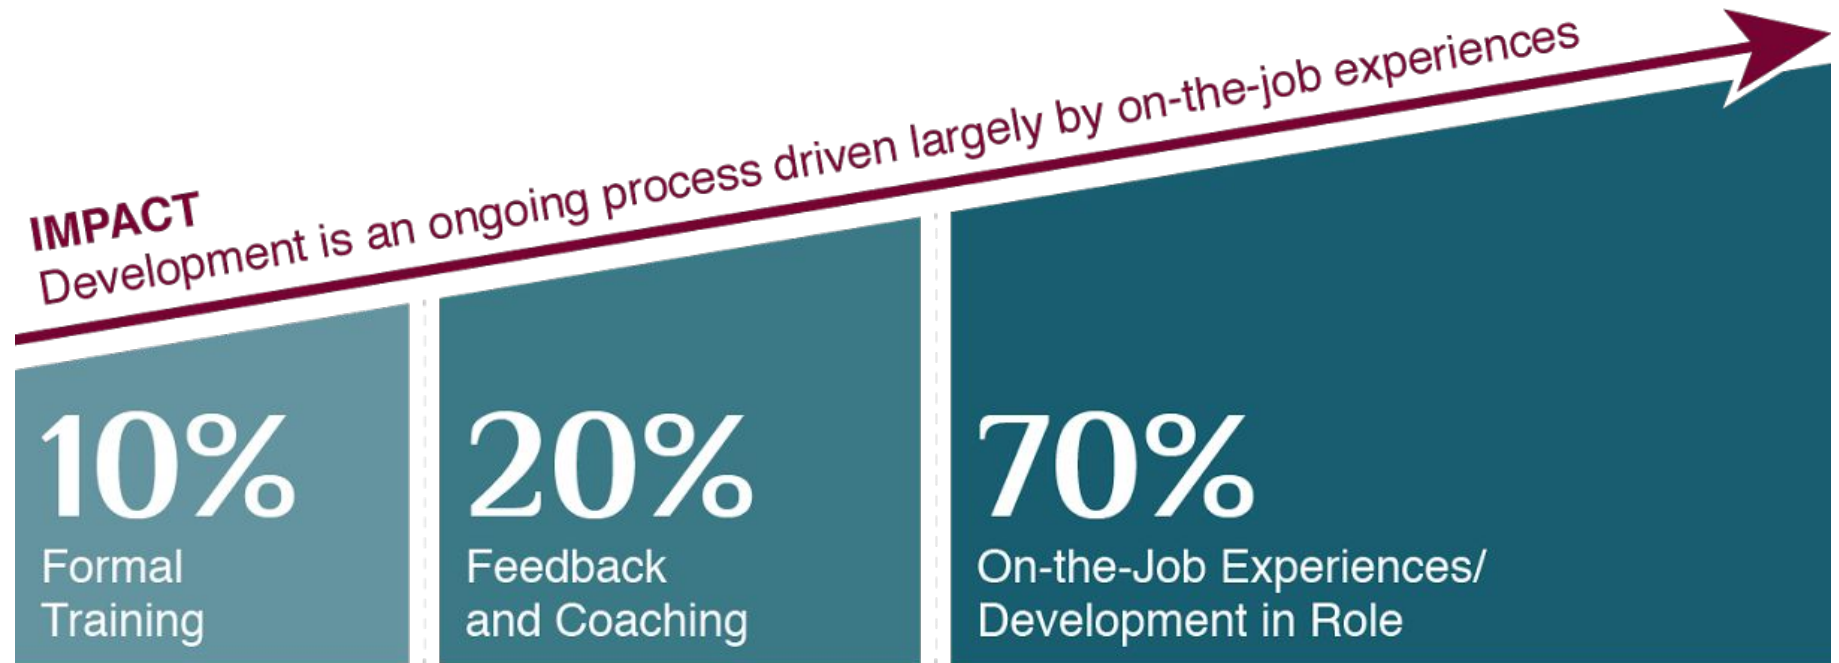 IMPACT
Development is an ongoing process driven largely by on-the-job experiences
10%
Formal
Training
20%
Feedback
and Coaching
70%
On-the-Job Experiences/
Development in Role